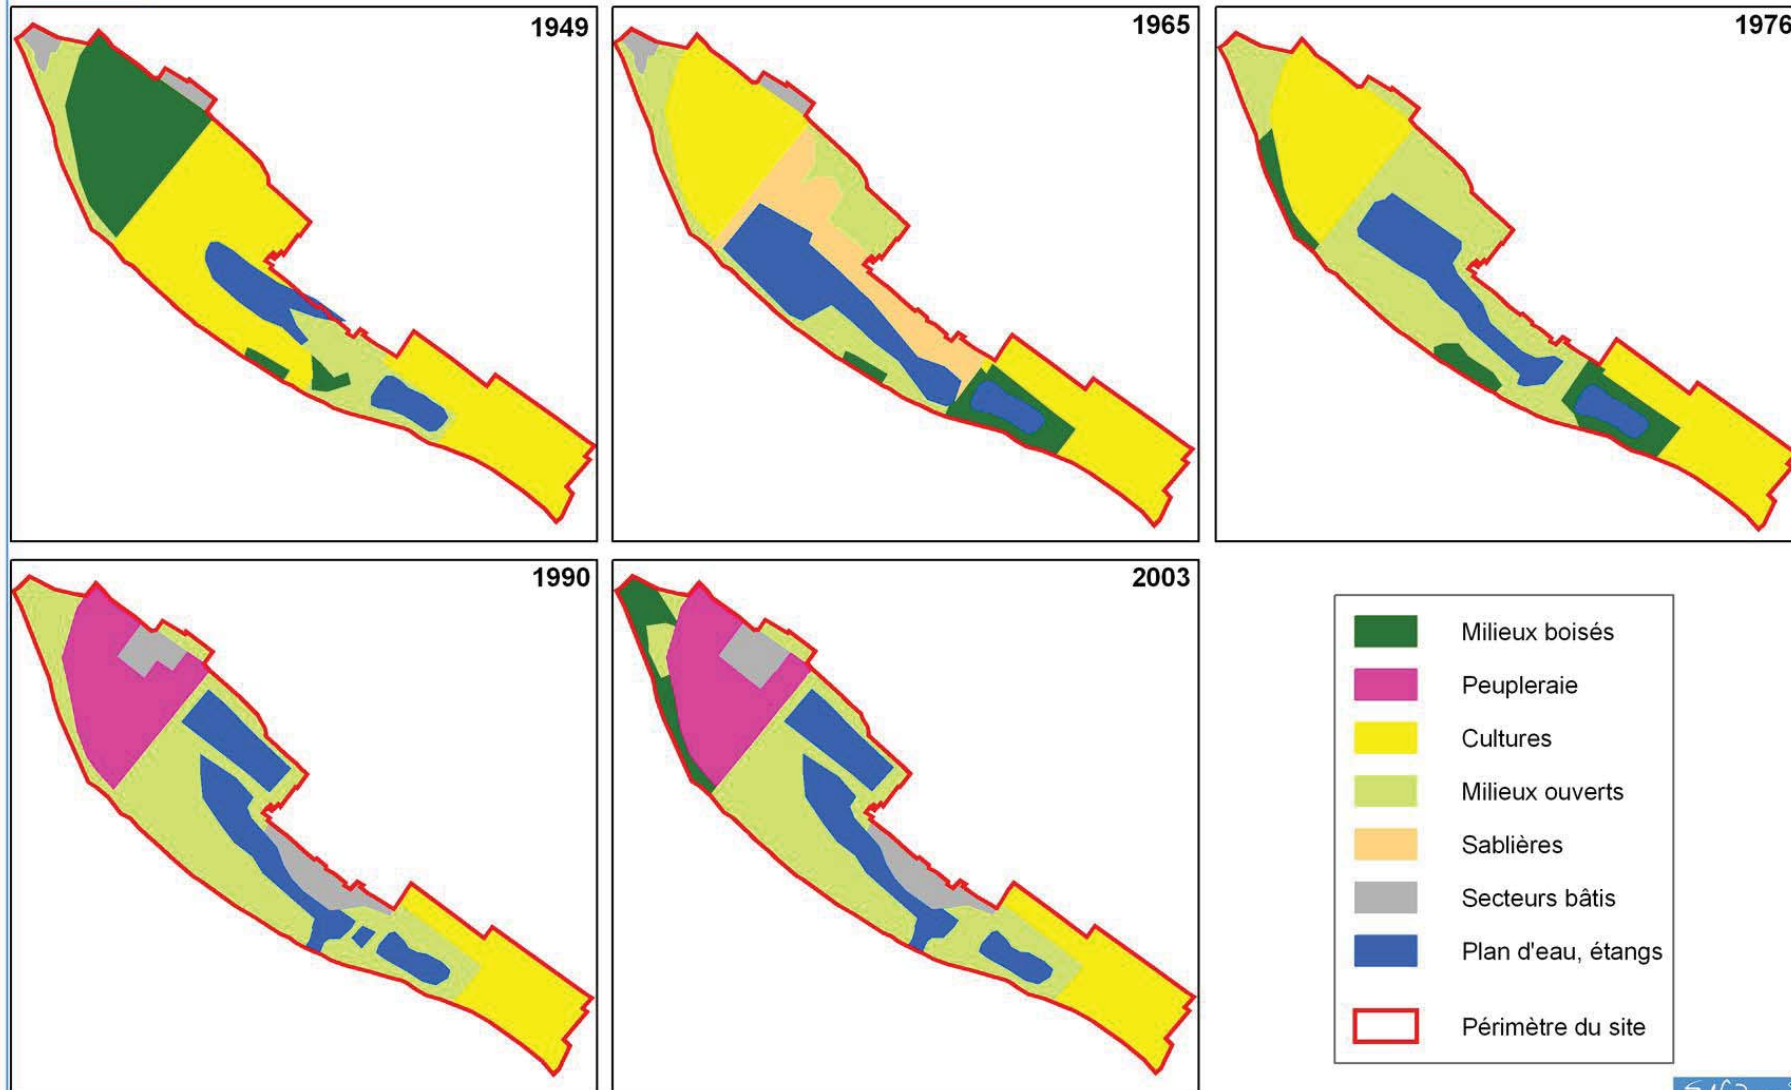 1949
1965
1976
1990
2003
Milieux boisés
Peupleraie
Cultures
Milieux ouverts
Sablières
Secteurs bâtis
Plan d'eau, étangs
Périmètre du site